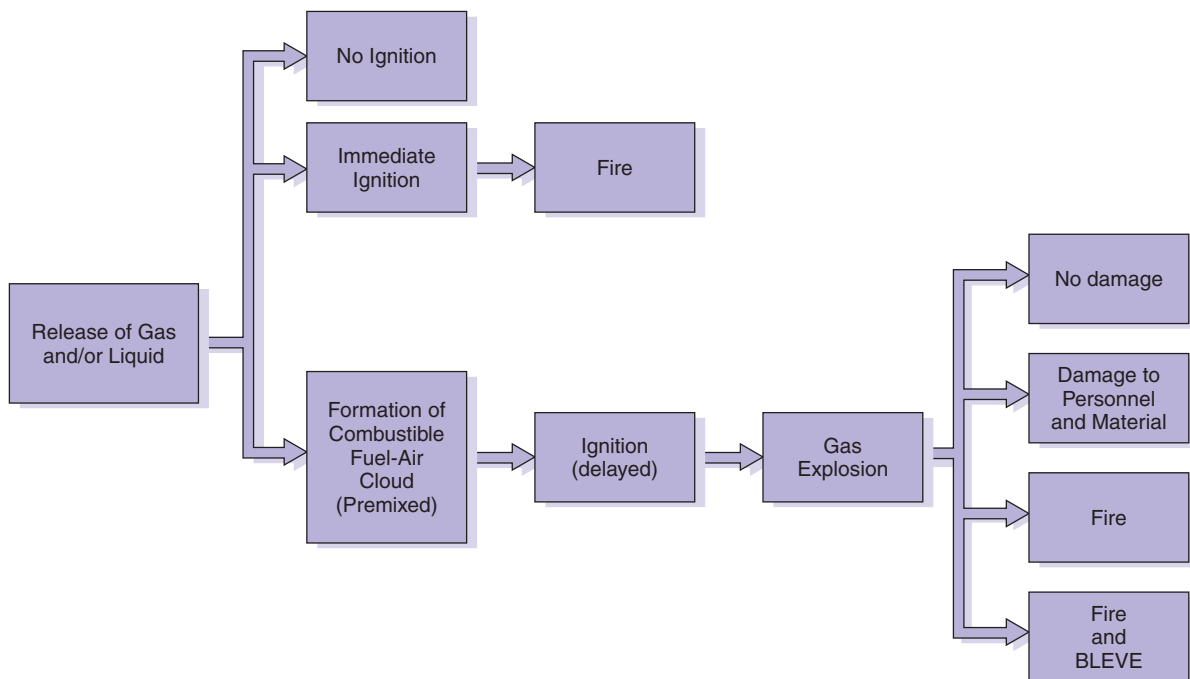 No Ignition
Immediate
Ignition
Fire
Release of Gas
and/or Liquid
Formation of
Combustible
Fuel-Air
Cloud
(Premixed)
Ignition
(delayed)
Gas
Explosion
No damage
Damage to
Personnel
and Material
Fire
Fire
and
BLEVE